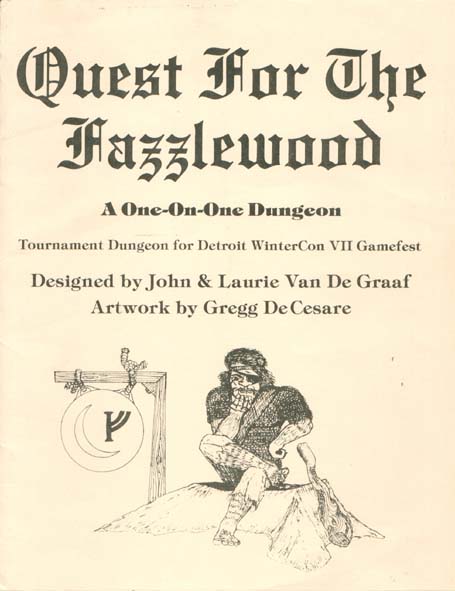 Quest For The
Fazzlewood
A One-On-One Dungeon
Tournament Dungeon for Detroit WinterCon VII Gamefest
Designed by John & Laurie Van De Graaf
Artwork by Gregg DeCesare